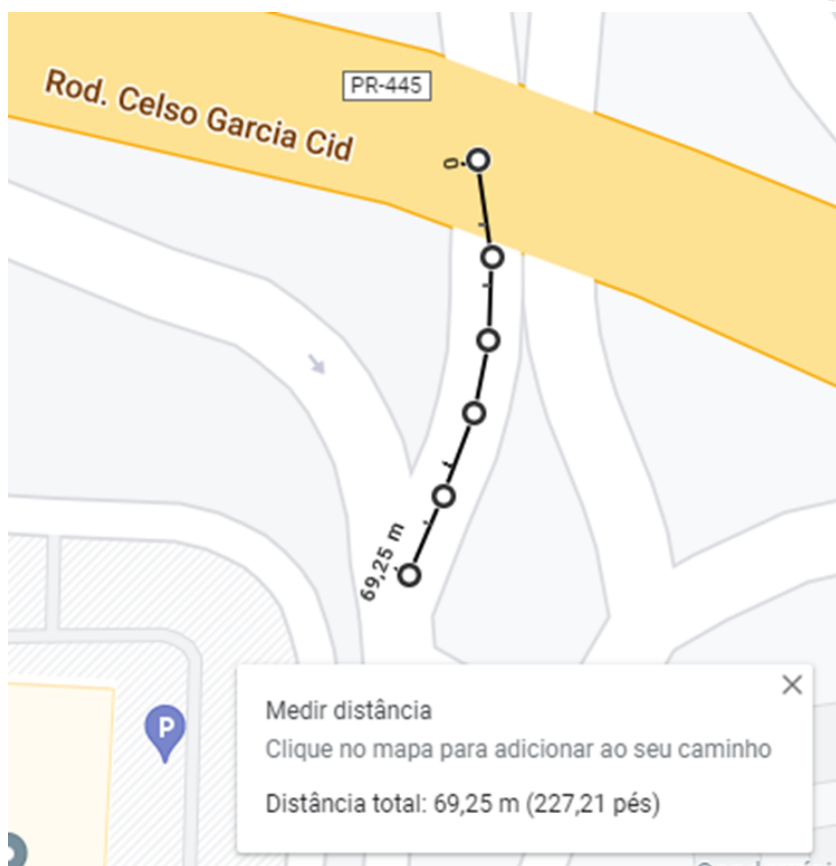 PR-445
Rod. Celso Garcia Cid
0
69,25 m
P
Medir distância
Clique no mapa para adicionar ao seu caminho
Distância total: 69,25 m (227,21 pés)